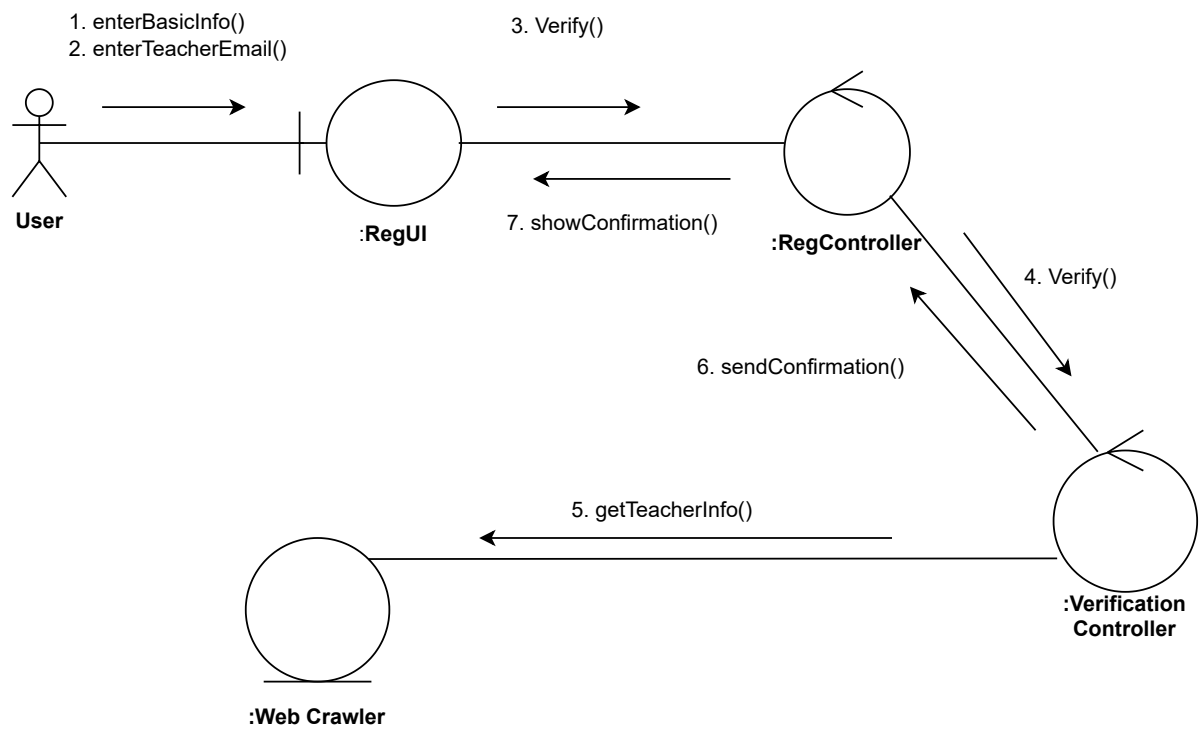 1. enterBasicInfo()
2. enterTeacherEmail()
3. Verify()
User
:RegUI
7. showConfirmation()
:RegController
4. Verify()
6. sendConfirmation()
5. getTeacherInfo()
:Verification
Controller
:Web Crawler